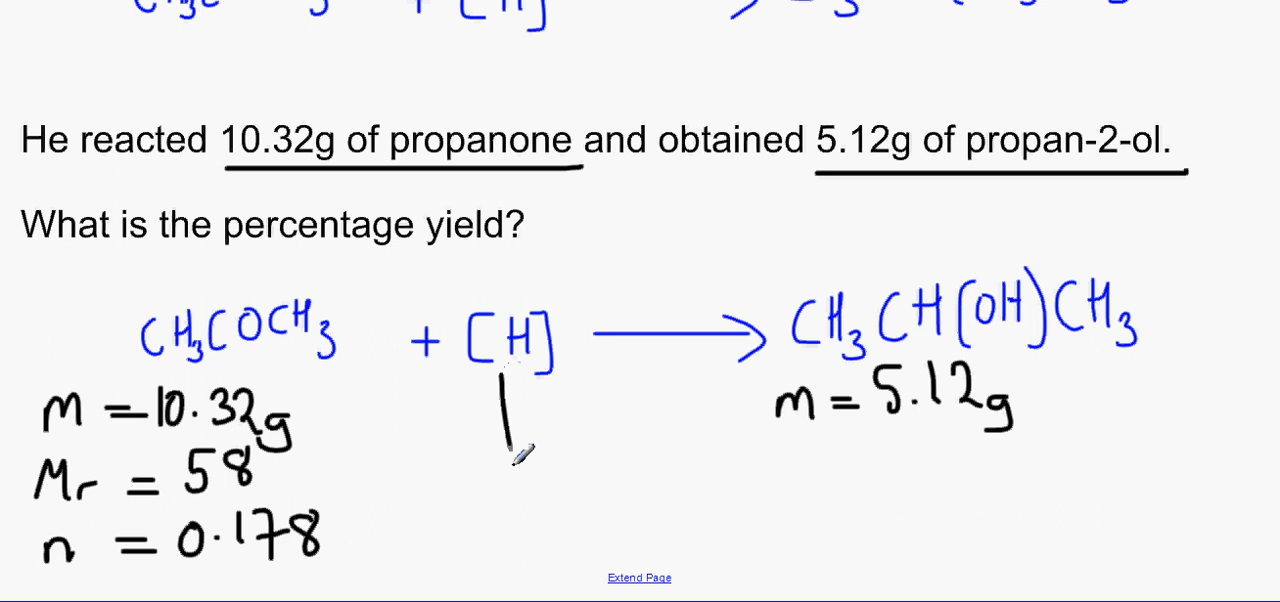 + [H]
He reacted 10.32g of propanone and obtained 5.12g of propan-2-ol.
What is the percentage yield?
CH₃COCH₃ + [H] ⟶ CH₃CH(OH)CH₃
m = 10.32g
m = 5.12g
Mr = 58
n = 0.178
Extend Page